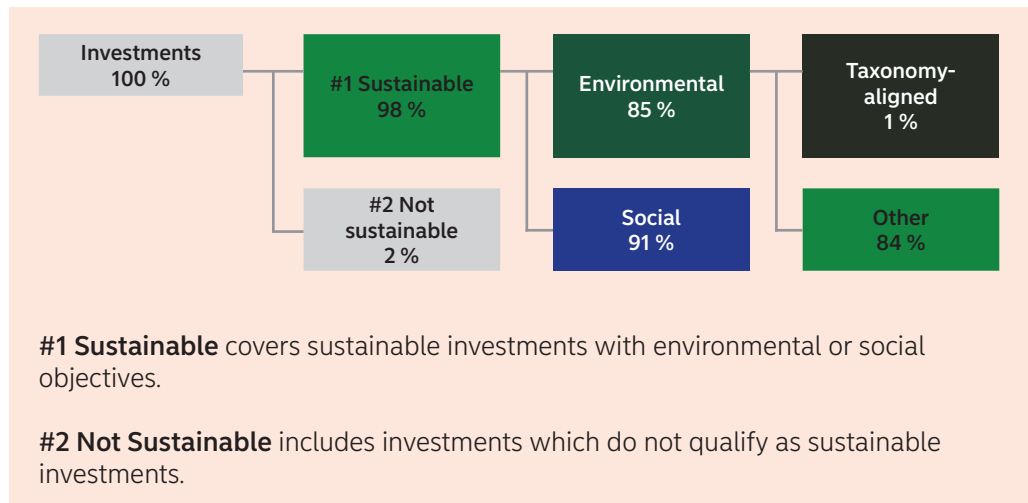 Investments
100 %
#1 Sustainable
98 %
Environmental
85 %
Taxonomy-
aligned
1 %
#2 Not
sustainable
2 %
Social
91 %
Other
84 %
#1 Sustainable covers sustainable investments with environmental or social
objectives.
#2 Not Sustainable includes investments which do not qualify as sustainable
investments.